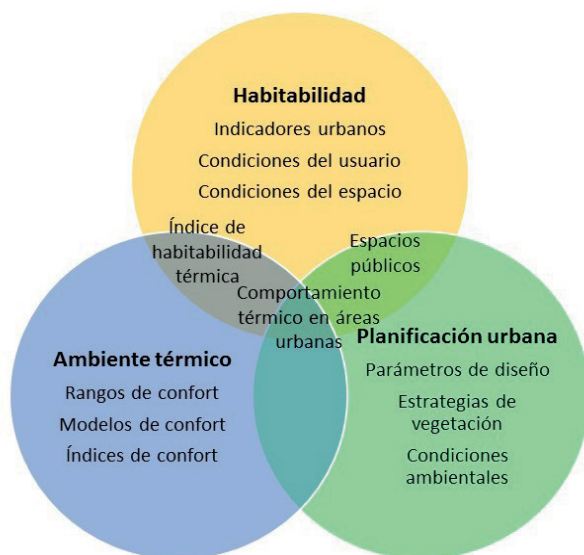 Habitabilidad
Indicadores urbanos
Condiciones del usuario
Condiciones del espacio
Índice de
habitabilidad
térmica
Espacios
públicos
Comportamiento
térmico en áreas
urbanas
Ambiente térmico
Rangos de confort
Modelos de confort
Índices de confort
Planificación urbana
Parámetros de diseño
Estrategias de
vegetación
Condiciones
ambientales